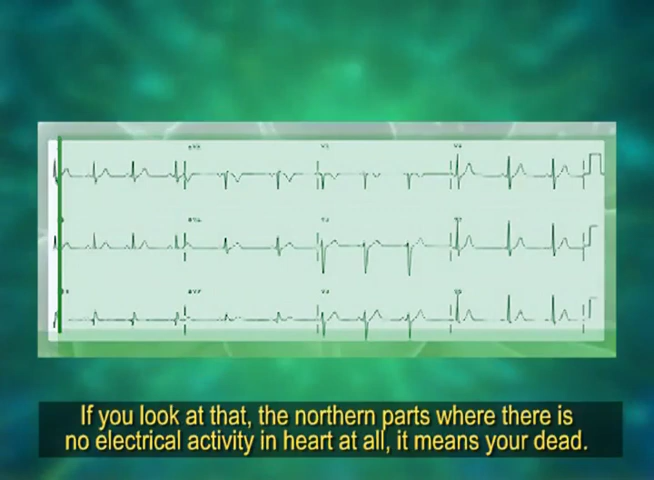 If you look at that, the northern parts where there is
no electrical activity in heart at all, it means your dead.